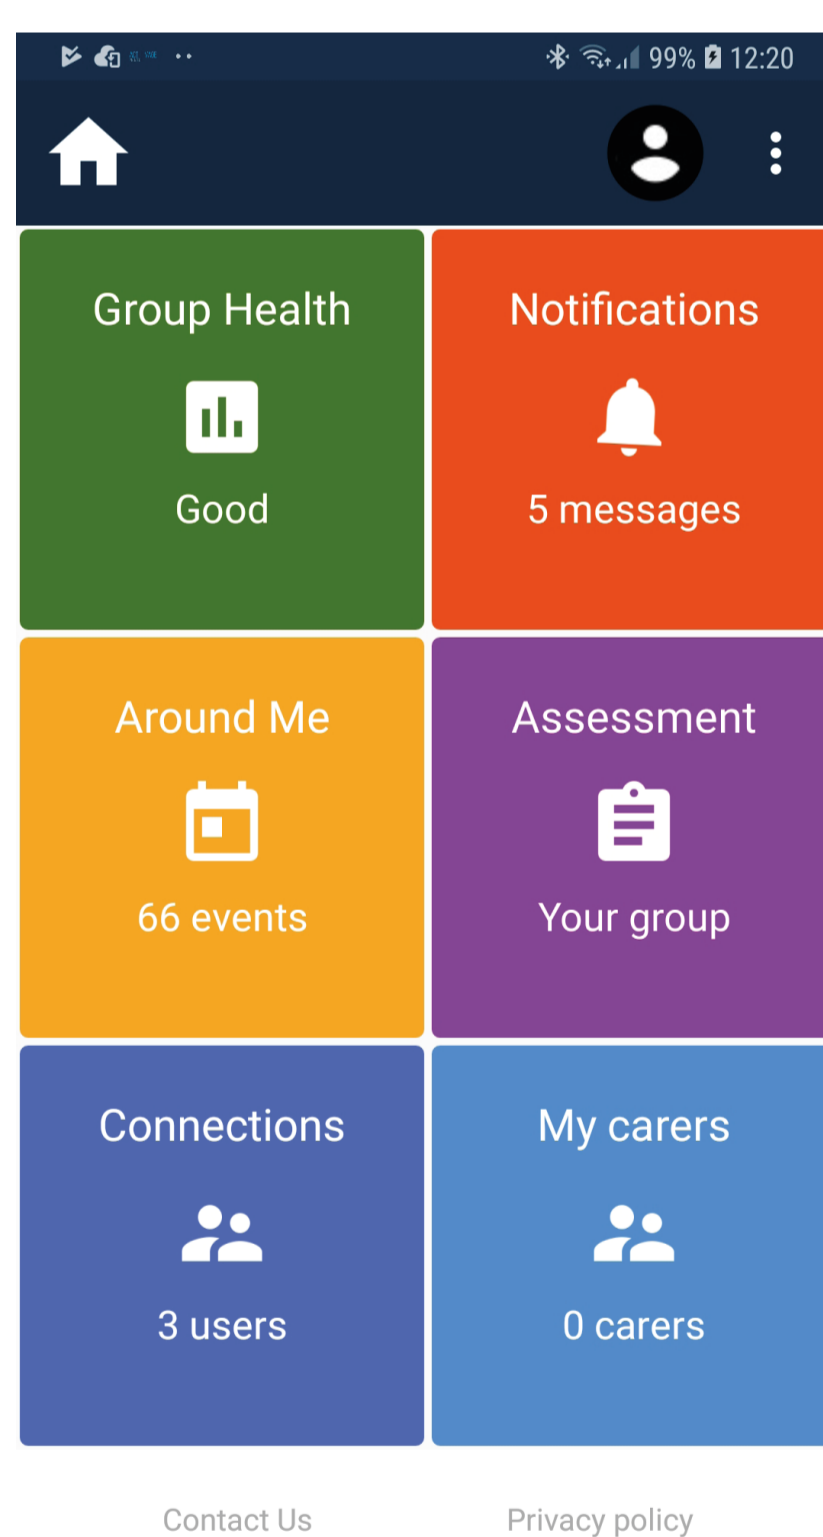 99% 12:20
Group Health
Good
Notifications
5 messages
Around Me
66 events
Assessment
Your group
Connections
3 users
My carers
0 carers
Contact Us
Privacy policy